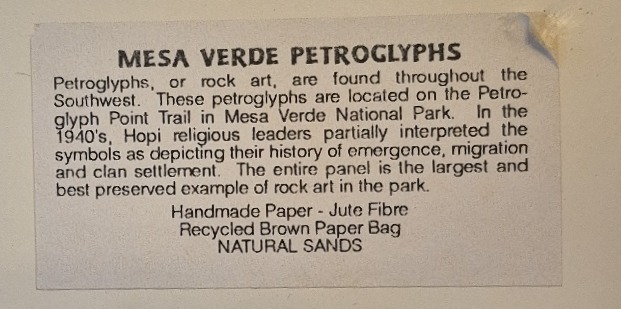 MESA VERDE PETROGLYPHS
Petroglyphs, or rock art, are found throughout the
Southwest. These petroglyphs are located on the Petro-
glyph Point Trail in Mesa Verde National Park. In the
1940's, Hopi religious leaders partially interpreted the
symbols as depicting their history of emergence, migration
and clan settlement. The entire panel is the largest and
best preserved example of rock art in the park.
Handmade Paper - Jute Fibre
Recycled Brown Paper Bag
NATURAL SANDS